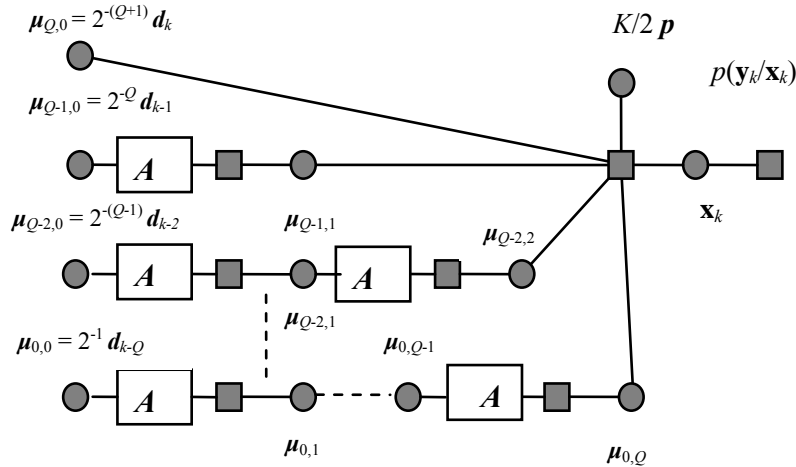 μQ,0 = 2^-(Q+1) dk
K/2 p
p(yk/xk)
μQ-1,0 = 2^-Q dk-1
A
xk
μQ-2,0 = 2^-(Q-1) dk-2
μQ-1,1
μQ-2,2
A
A
μQ-2,1
μ0,0 = 2^-1 dk-Q
μ0,Q-1
A
A
μ0,1
μ0,Q